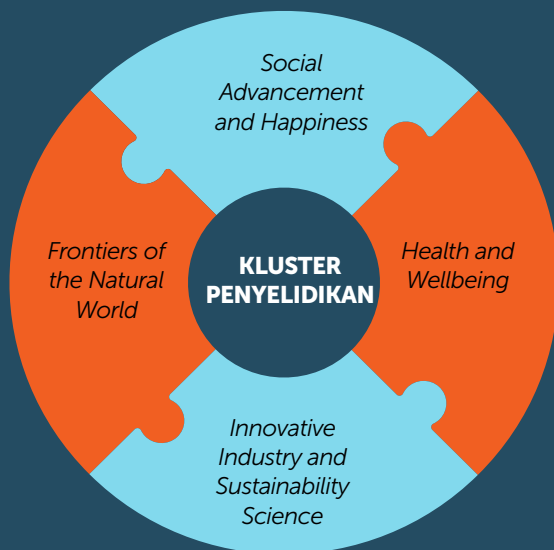 Social
Advancement
and Happiness
Frontiers of
the Natural
World
KLUSTER
PENYELIDIKAN
Health and
Wellbeing
Innovative
Industry and
Sustainability
Science